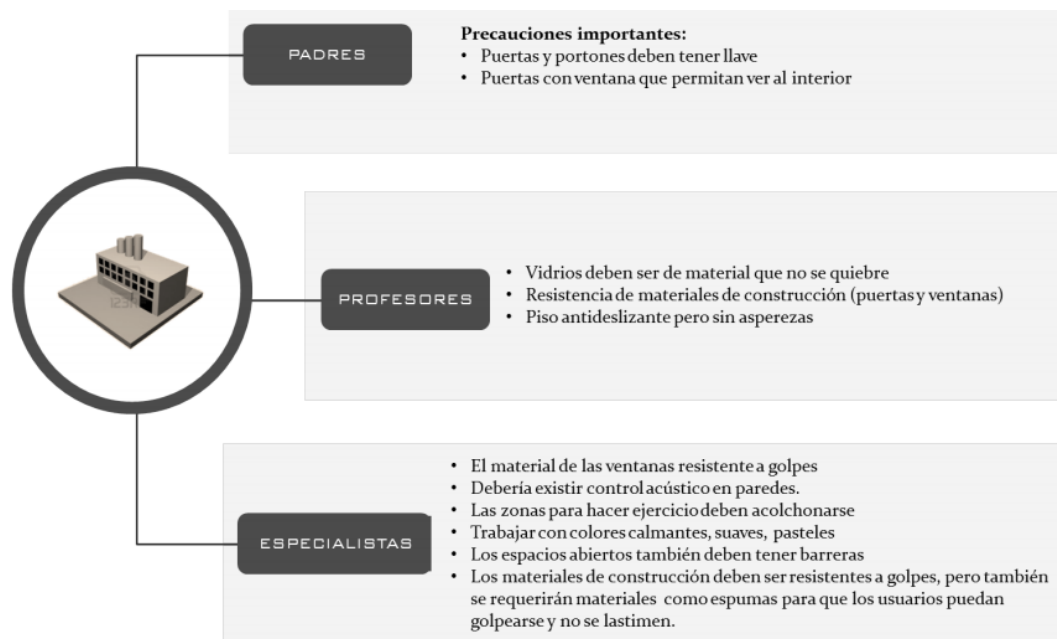 PADRES
Precauciones importantes:
• Puertas y portones deben tener llave
• Puertas con ventana que permitan ver al interior
PROFESORES
• Vidrios deben ser de material que no se quiebre
• Resistencia de materiales de construcción (puertas y ventanas)
• Piso antideslizante pero sin asperezas
ESPECIALISTAS
• El material de las ventanas resistente a golpes
• Debería existir control acústico en paredes.
• Las zonas para hacer ejercicio deben acolchonarse
• Trabajar con colores calmantes, suaves, pasteles
• Los espacios abiertos también deben tener barreras
• Los materiales de construcción deben ser resistentes a golpes, pero también
se requerirán materiales como espumas para que los usuarios puedan
golpearse y no se lastimen.